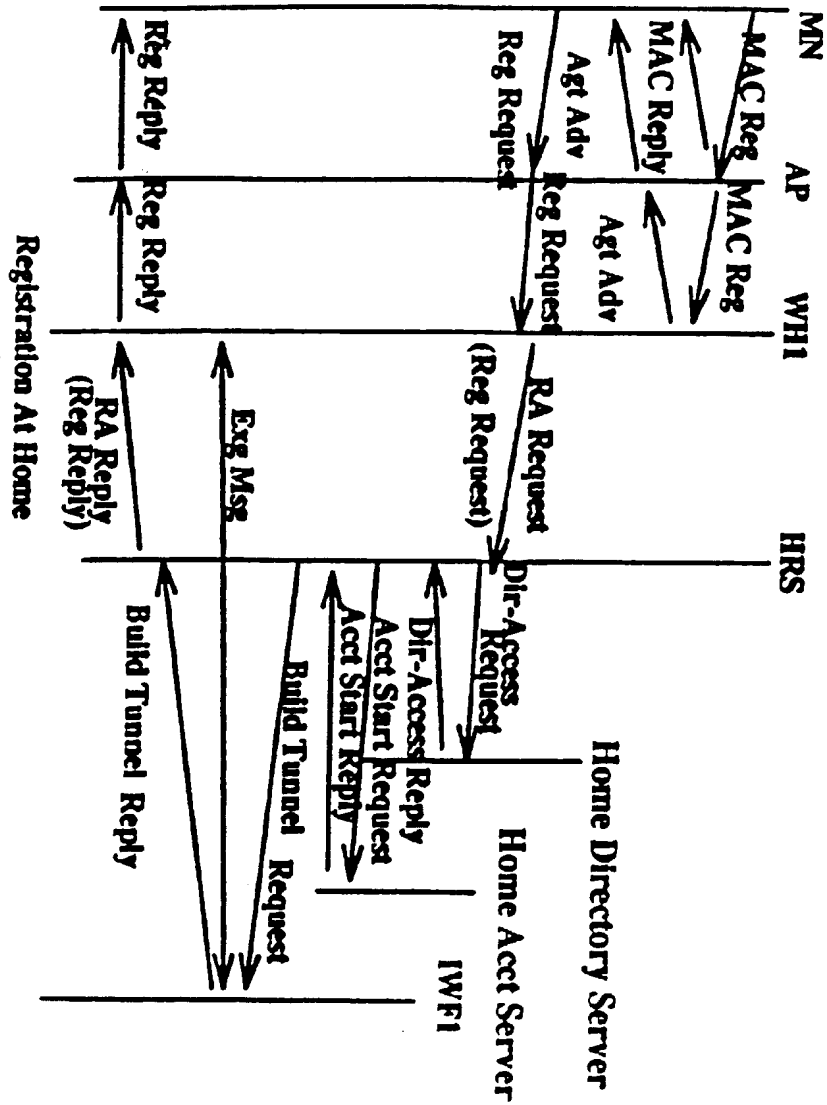 MN
AP
WH1
HRS
Home Directory Server
Home Acct Server
IWF1
MAC Reg
MAC Reg
MAC Reply
Agt Adv
Agt Adv
Reg Request
Reg Request
RA Request
(Reg Request)
Dir-Access
Request
Dir-Access Reply
Acct Start Request
Acct Start Reply
Build Tunnel Request
Exg Msg
Build Tunnel Reply
RA Reply
(Reg Reply)
Reg Reply
Reg Reply
Registration At Home